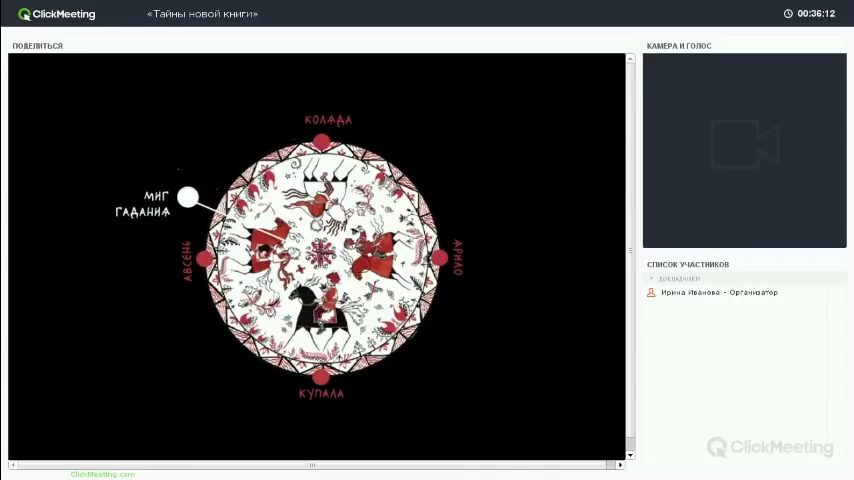 ClickMeeting
«Тайны новой книги»
00:36:12
ПОДЕЛИТЬСЯ
КАМЕРА И ГОЛОС
КОЛЯДА
МИГ
ГАДАНИЯ
АВСЕНЬ
ЯРИЛО
КУПАЛА
СПИСОК УЧАСТНИКОВ
ДОКЛАДЧИКИ
Ирина Иванова - Организатор
ClickMeeting
ClickMeeting.com